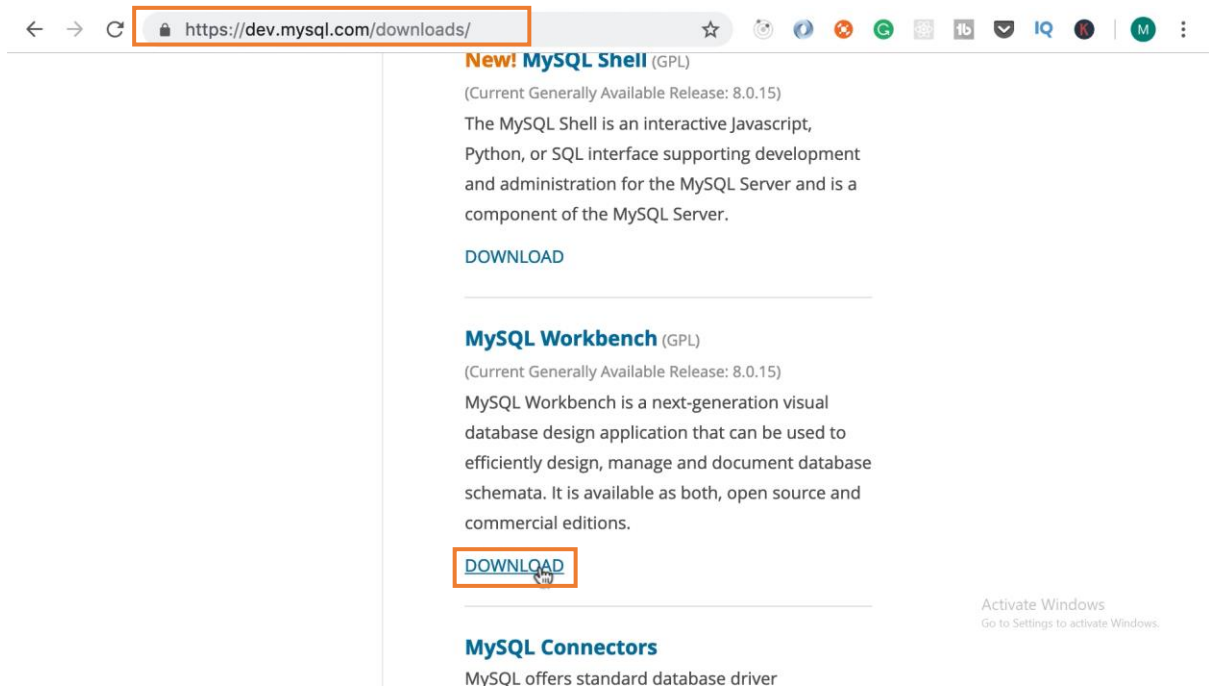 https://dev.mysql.com/downloads/
1b
IQ
K
M
New! MySQL Shell (GPL)
(Current Generally Available Release: 8.0.15)
The MySQL Shell is an interactive Javascript,
Python, or SQL interface supporting development
and administration for the MySQL Server and is a
component of the MySQL Server.
DOWNLOAD
MySQL Workbench (GPL)
(Current Generally Available Release: 8.0.15)
MySQL Workbench is a next-generation visual
database design application that can be used to
efficiently design, manage and document database
schemata. It is available as both, open source and
commercial editions.
DOWNLOAD
Activate Windows
Go to Settings to activate Windows.
MySQL Connectors
MySQL offers standard database driver